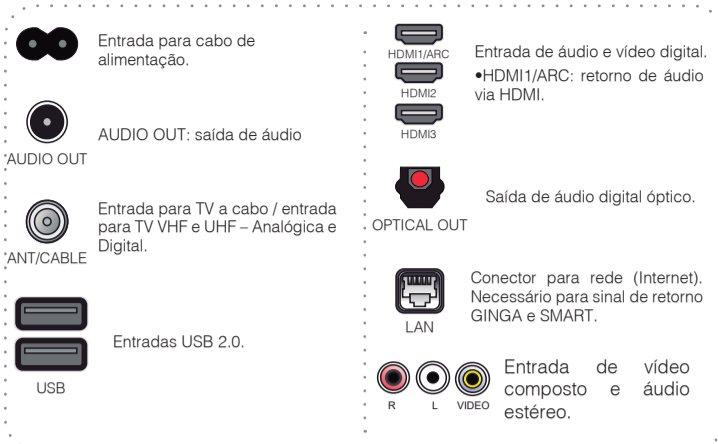 Entrada para cabo de
alimentação.
AUDIO OUT: saída de áudio
AUDIO OUT
Entrada para TV a cabo / entrada
para TV VHF e UHF – Analógica e
Digital.
ANT/CABLE
Entradas USB 2.0.
USB
HDMI1/ARC
HDMI2
HDMI3
Entrada de áudio e vídeo digital.
•HDMI1/ARC: retorno de áudio
via HDMI.
Saída de áudio digital óptico.
OPTICAL OUT
Conector para rede (Internet).
Necessário para sinal de retorno
GINGA e SMART.
LAN
Entrada de vídeo
composto e áudio
estéreo.
R L VIDEO